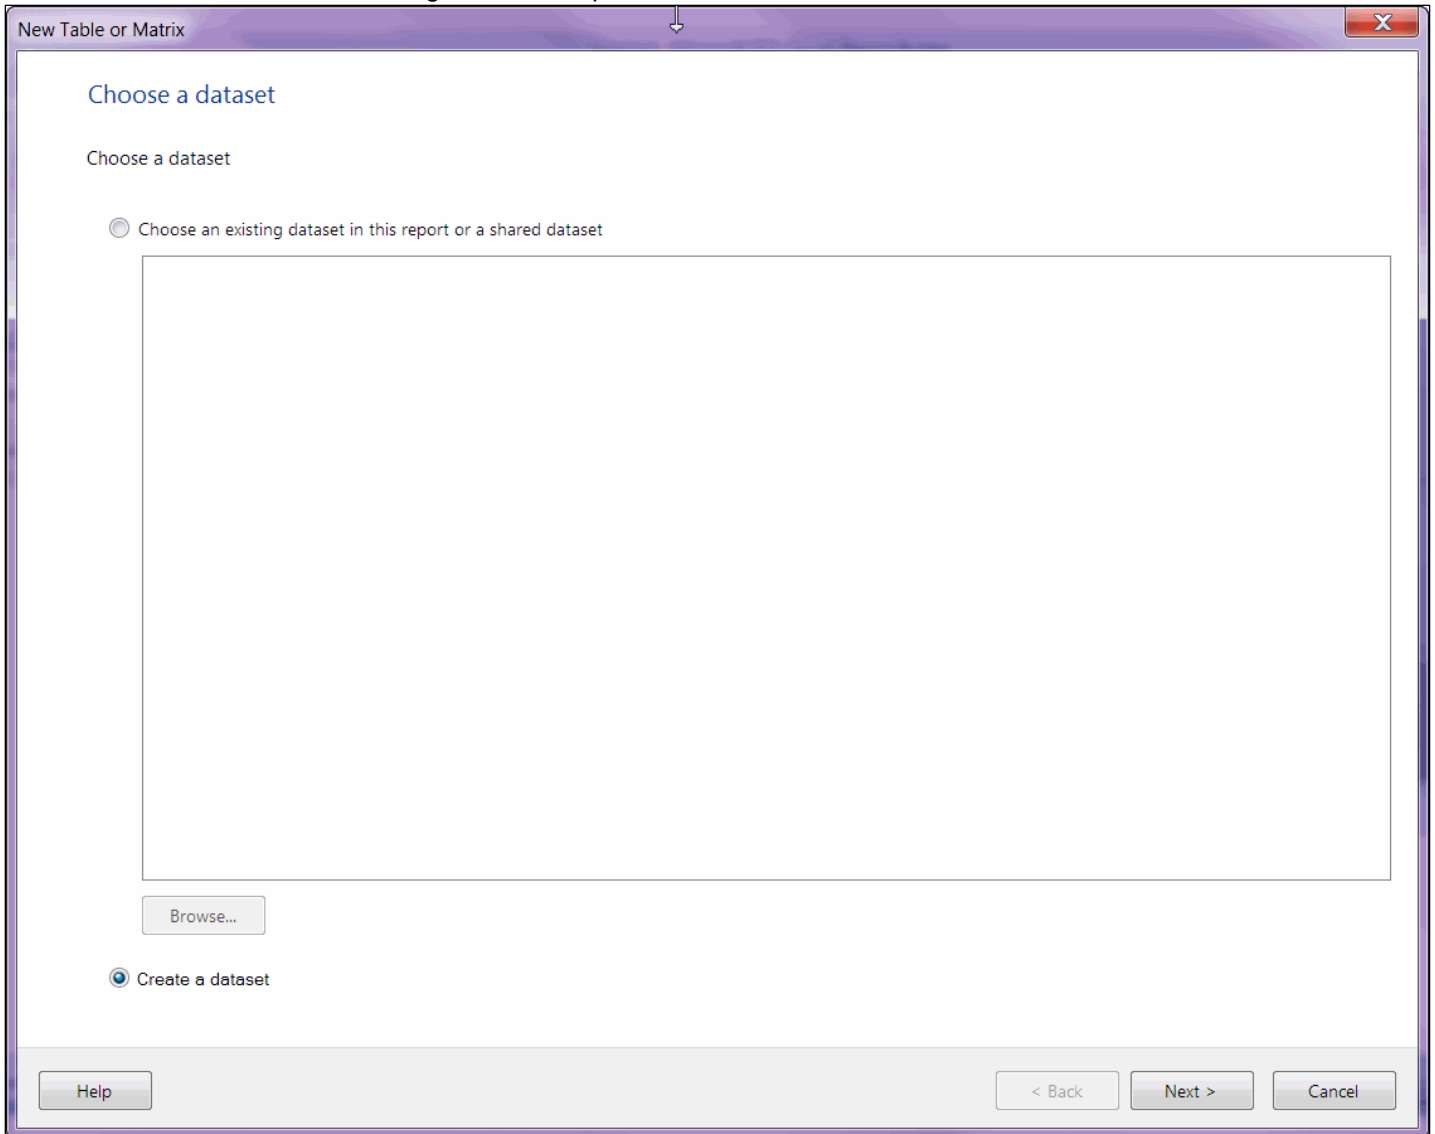 New Table or Matrix
X
Choose a dataset
Choose a dataset
Choose an existing dataset in this report or a shared dataset
Browse...
Create a dataset
Help
< Back
Next >
Cancel